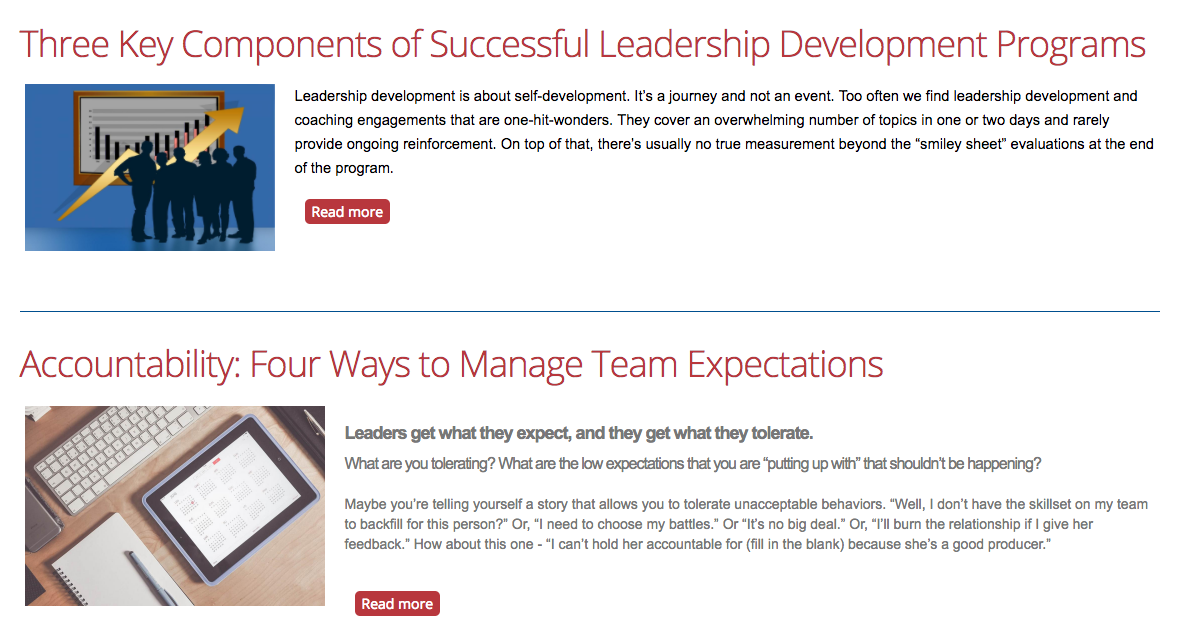 Three Key Components of Successful Leadership Development Programs
Leadership development is about self-development. It’s a journey and not an event. Too often we find leadership development and
coaching engagements that are one-hit-wonders. They cover an overwhelming number of topics in one or two days and rarely
provide ongoing reinforcement. On top of that, there’s usually no true measurement beyond the “smiley sheet” evaluations at the end
of the program.
Read more
Accountability: Four Ways to Manage Team Expectations
Leaders get what they expect, and they get what they tolerate.
What are you tolerating? What are the low expectations that you are “putting up with” that shouldn’t be happening?
Maybe you’re telling yourself a story that allows you to tolerate unacceptable behaviors. “Well, I don’t have the skillset on my team
to backfill for this person?” Or, “I need to choose my battles.” Or “It’s no big deal.” Or, “I’ll burn the relationship if I give her
feedback.” How about this one - “I can’t hold her accountable for (fill in the blank) because she’s a good producer.”
Read more